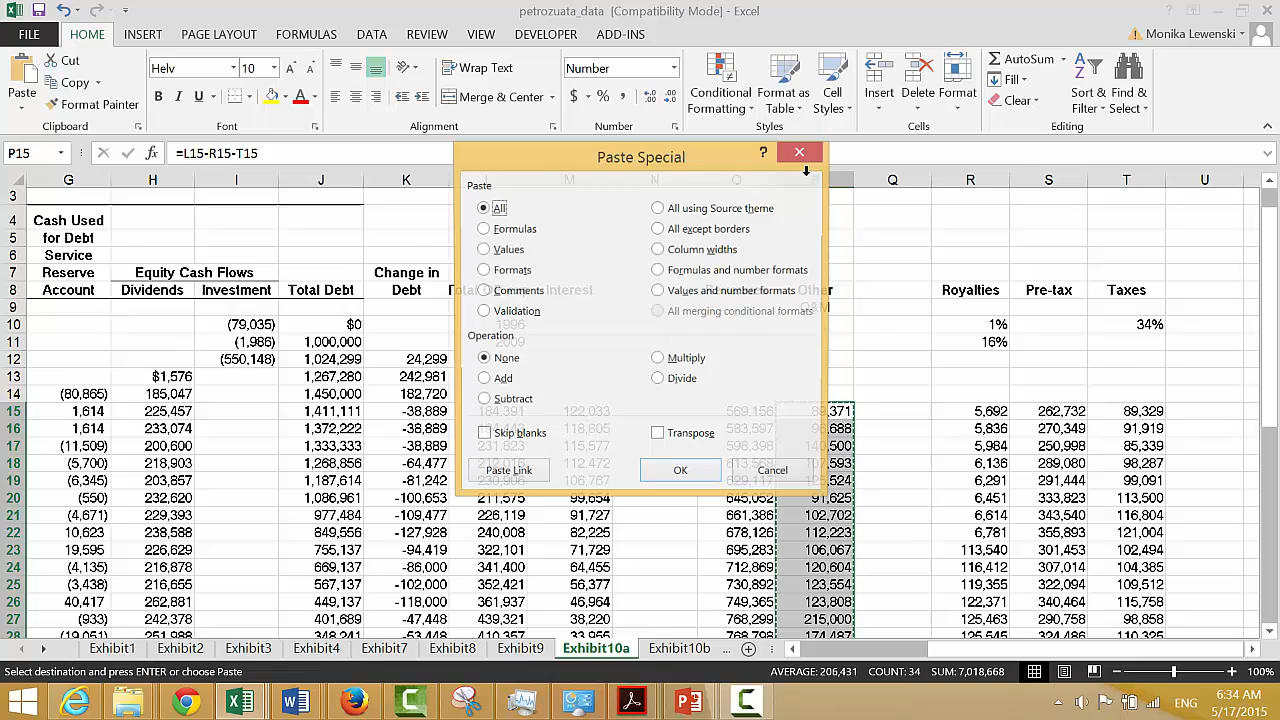 petrozuata_data [Compatibility Mode] - Excel
FILE HOME INSERT PAGE LAYOUT FORMULAS DATA REVIEW VIEW DEVELOPER ADD-INS Monika Lewenski
Cut
Copy
Format Painter
Paste
Helv 10
B I U A
Wrap Text
Merge & Center
Number
$ %
Conditional Formatting
Format as Table
Cell Styles
Insert Delete Format
AutoSum
Fill
Clear
Sort & Filter
Find & Select
Clipboard Font Alignment Number Styles Cells Editing
P15 fx =L15-R15-T15
Paste Special ? ×
G H I J K M N O Q R S T U
3
4 Cash Used
5 for Debt
6 Service
7 Reserve Equity Cash Flows Change in
8 Account Dividends Investment Total Debt Debt Interest Other Royalties Pre-tax Taxes
9 O&M
10 (79,035) $0 1996 1% 34%
11 (1,986) 1,000,000 2009 16%
12 (550,148) 1,024,299 24,299
13 $1,576 1,267,280 242,981
14 (80,865) 185,047 1,450,000 182,720
15 1,614 225,457 1,411,111 -38,889 184,391 122,033 569,156 89,371 5,692 262,732 89,329
16 1,614 233,074 1,372,222 -38,889 118,805 583,597 96,688 5,836 270,349 91,919
17 (11,509) 200,600 1,333,333 -38,889 231,823 115,577 598,398 140,500 5,984 250,998 85,339
18 (5,700) 218,903 1,268,856 -64,477 112,472 107,593 6,136 289,080 98,287
19 (6,345) 203,857 1,187,614 -81,242 230,906 106,767 629,117 125,524 6,291 291,444 99,091
20 (550) 232,620 1,086,961 -100,653 211,575 99,654 645,052 91,625 6,451 333,823 113,500
21 (4,671) 229,393 977,484 -109,477 226,119 91,727 661,386 102,702 6,614 343,540 116,804
22 10,623 238,588 849,556 -127,928 240,008 82,225 678,126 112,223 6,781 355,893 121,004
23 19,595 226,629 755,137 -94,419 322,101 71,729 695,283 106,067 113,540 301,453 102,494
24 (4,135) 216,878 669,137 -86,000 341,400 64,455 712,869 120,604 116,412 307,014 104,385
25 (3,438) 216,655 567,137 -102,000 352,421 56,377 730,892 123,554 119,355 322,094 109,512
26 40,417 262,881 449,137 -118,000 361,937 46,964 749,365 123,808 122,371 340,464 115,758
27 (933) 232,079 401,689 -47,448 439,321 38,220 768,299 215,000 125,463 290,758 98,858
28 (19,051) 251,988 348,241 -53,448 410,357 33,955 768,798 174,487 125,545 324,486 110,325
Paste
All
Formulas
Values
Formats
Comments
Validation
All using Source theme
All except borders
Column widths
Formulas and number formats
Values and number formats
All merging conditional formats
Operation
None
Add
Subtract
Multiply
Divide
Skip blanks
Transpose
Paste Link OK Cancel
Exhibit1 Exhibit2 Exhibit3 Exhibit4 Exhibit7 Exhibit8 Exhibit9 Exhibit10a Exhibit10b ...
Select destination and press ENTER or choose Paste AVERAGE: 206,431 COUNT: 34 SUM: 7,018,668 100%
ENG 6:34 AM
5/17/2015